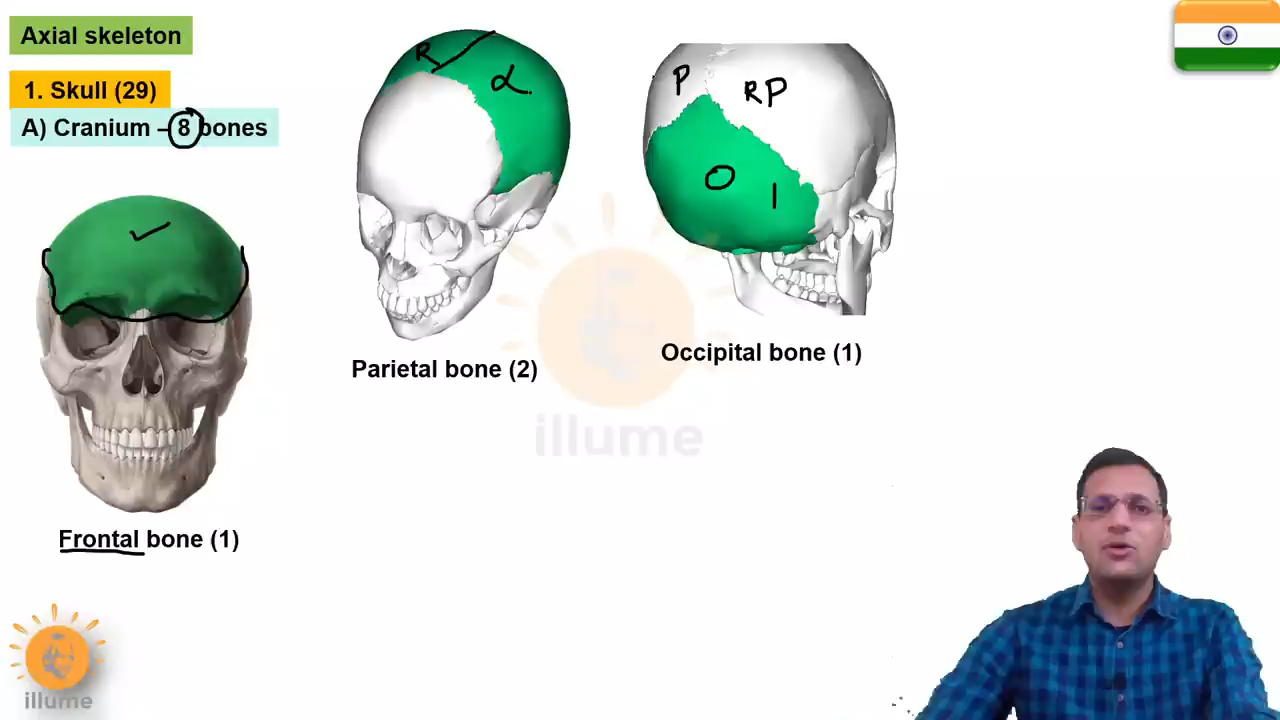 Axial skeleton
1. Skull (29)
A) Cranium – 8 bones
R
L
P
RP
O
1
Parietal bone (2)
Occipital bone (1)
illume
Frontal bone (1)
illume